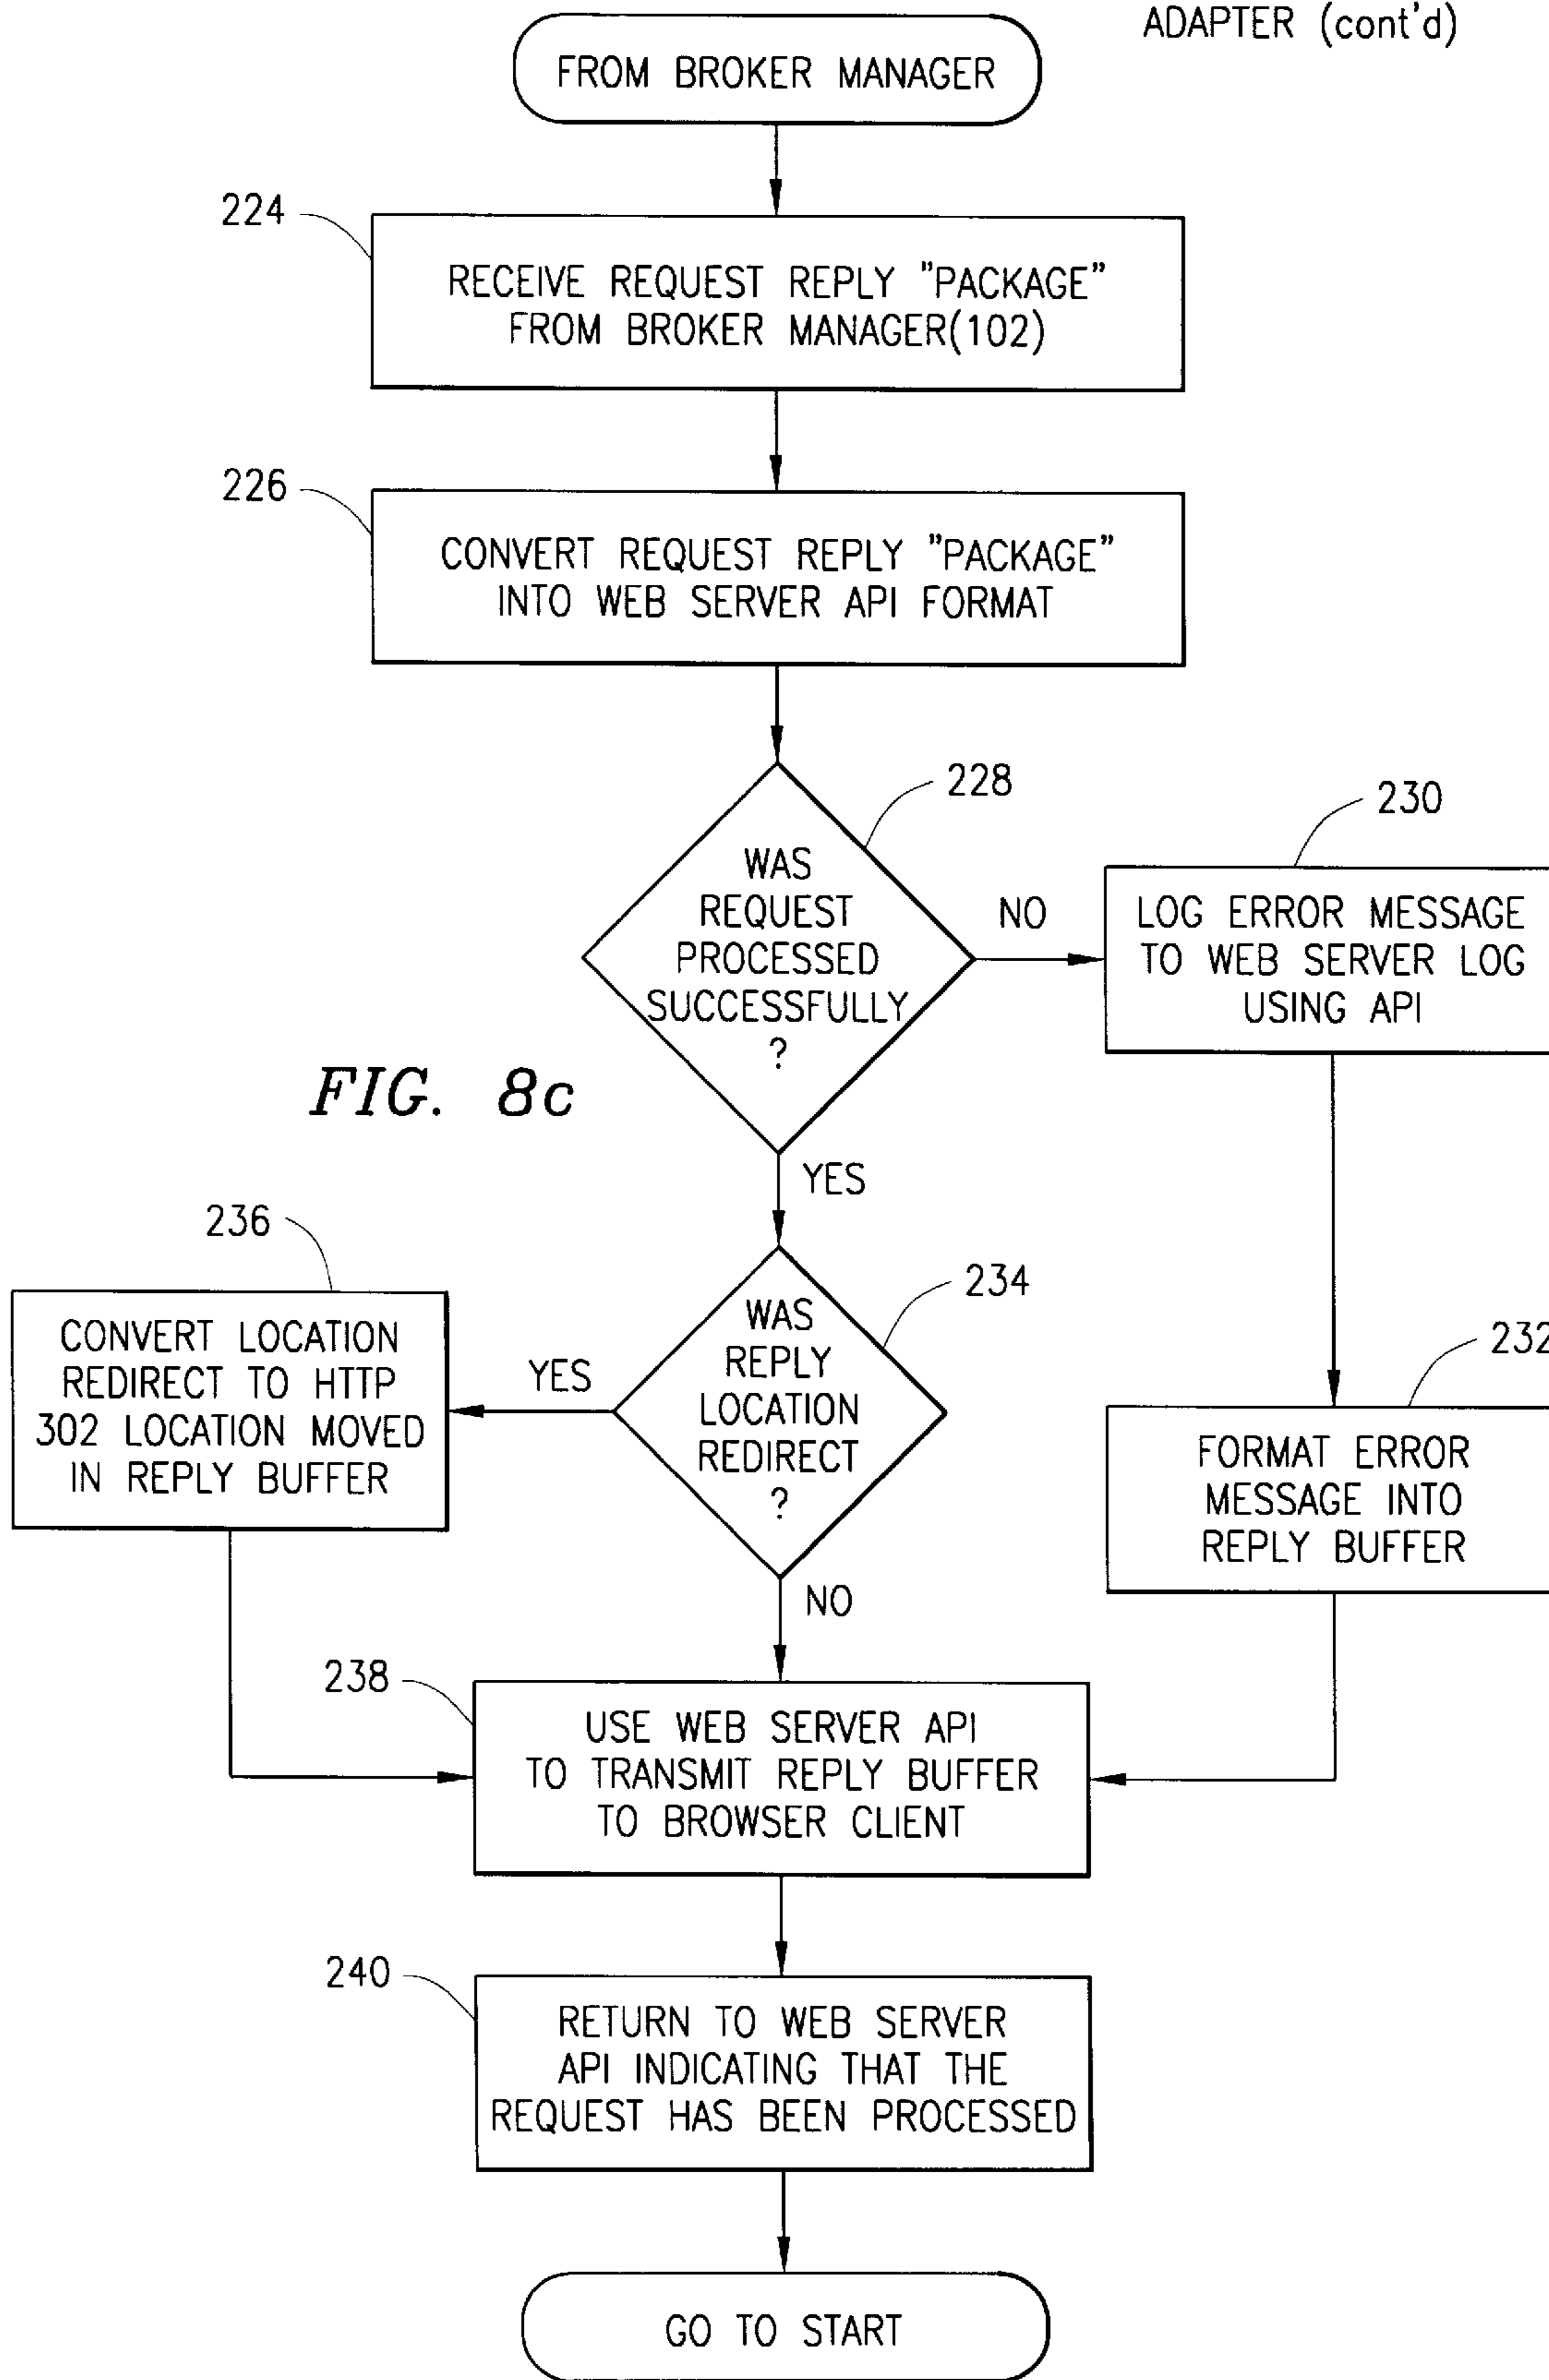 ADAPTER (cont'd)
FROM BROKER MANAGER
224
RECEIVE REQUEST REPLY "PACKAGE"
FROM BROKER MANAGER(102)
226
CONVERT REQUEST REPLY "PACKAGE"
INTO WEB SERVER API FORMAT
228
WAS
REQUEST
PROCESSED
SUCCESSFULLY
?
NO
230
LOG ERROR MESSAGE
TO WEB SERVER LOG
USING API
FIG. 8c
YES
236
CONVERT LOCATION
REDIRECT TO HTTP
302 LOCATION MOVED
IN REPLY BUFFER
YES
234
WAS
REPLY
LOCATION
REDIRECT
?
232
FORMAT ERROR
MESSAGE INTO
REPLY BUFFER
NO
238
USE WEB SERVER API
TO TRANSMIT REPLY BUFFER
TO BROWSER CLIENT
240
RETURN TO WEB SERVER
API INDICATING THAT THE
REQUEST HAS BEEN PROCESSED
GO TO START